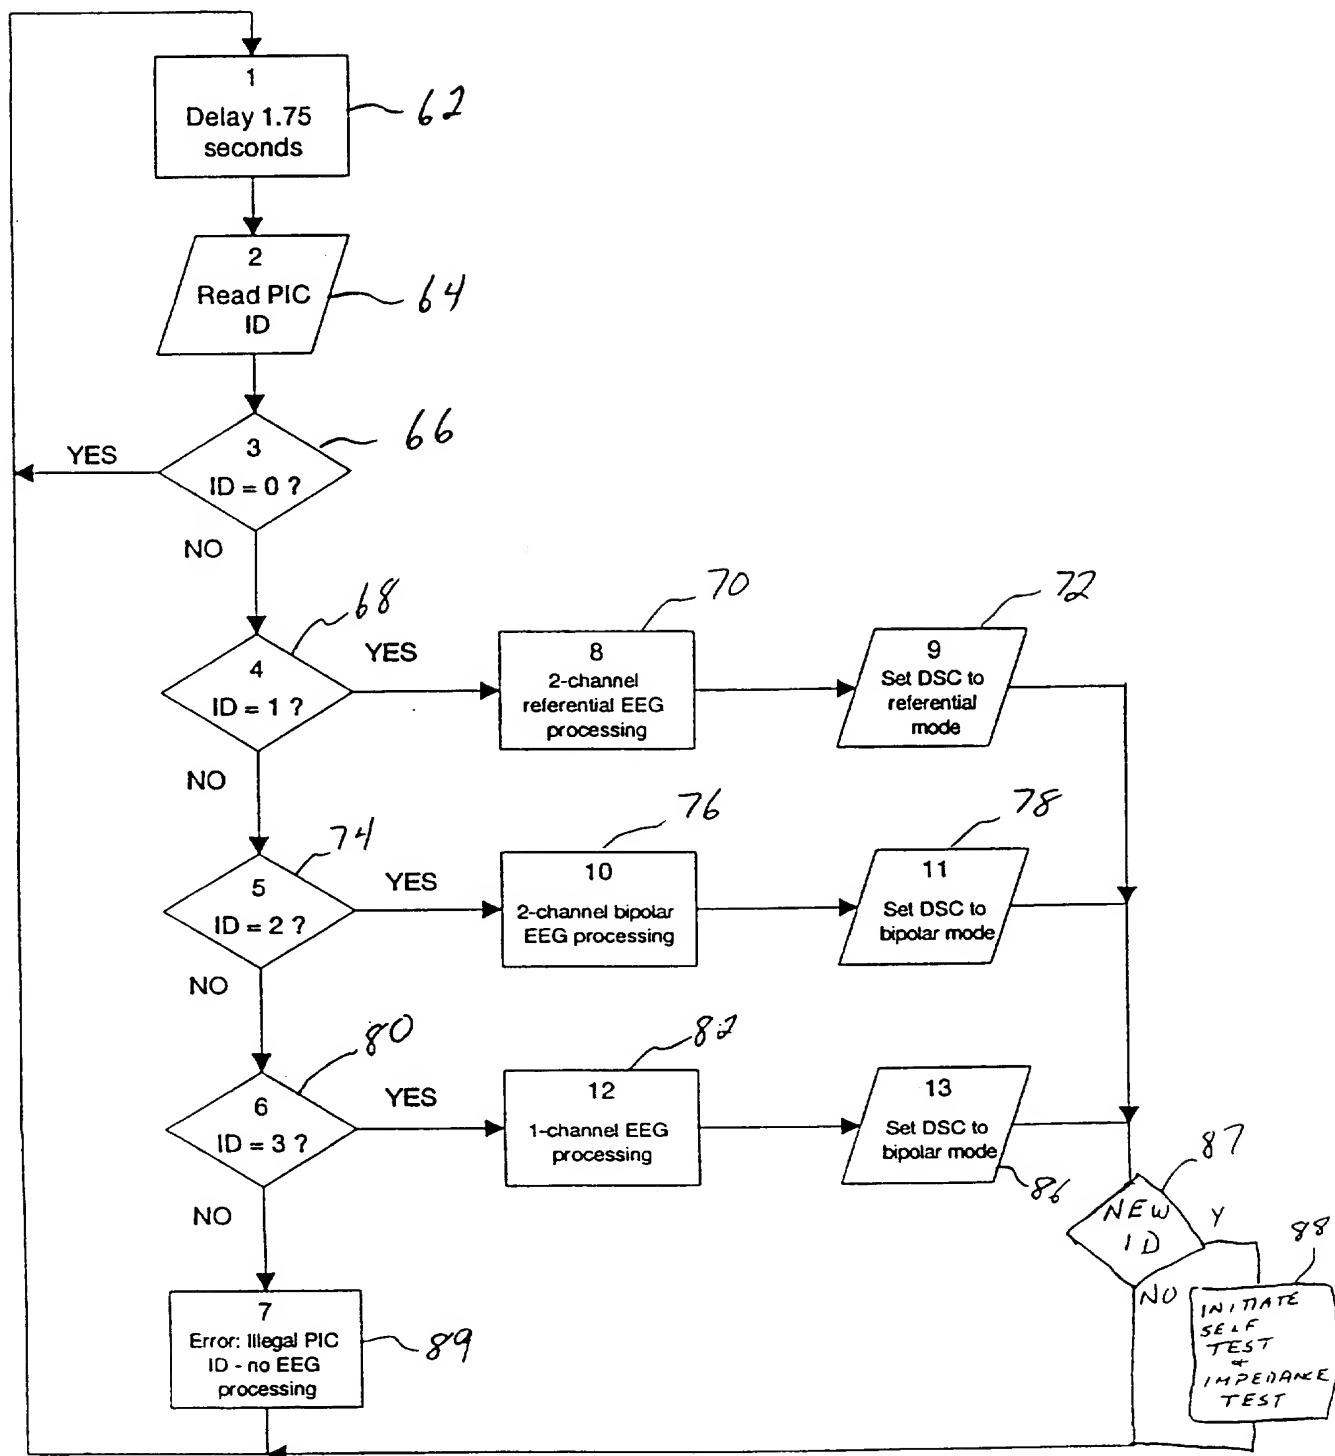 1
Delay 1.75
seconds
62
2
Read PIC
ID
64
3
ID = 0 ?
66
YES
NO
4
ID = 1 ?
68
YES
8
2-channel
referential EEG
processing
70
9
Set DSC to
referential
mode
72
NO
5
ID = 2 ?
74
YES
10
2-channel bipolar
EEG processing
76
11
Set DSC to
bipolar mode
78
NO
6
ID = 3 ?
80
YES
12
1-channel EEG
processing
82
13
Set DSC to
bipolar mode
86
NEW
ID
87
Y
NO
INITIATE
SELF
TEST
+
IMPEDANCE
TEST
88
NO
7
Error: Illegal PIC
ID - no EEG
processing
89